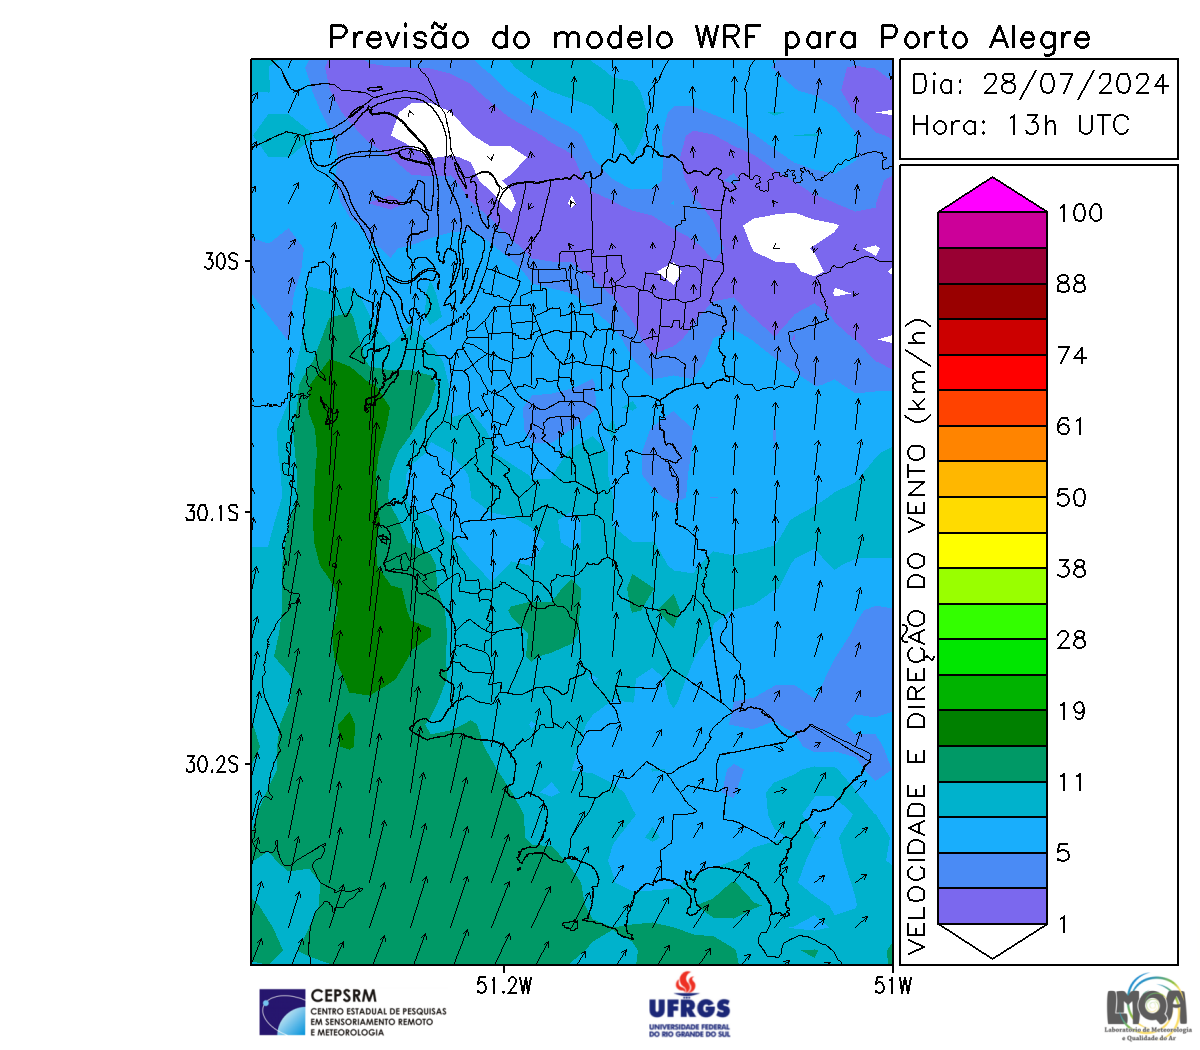 Previsão do modelo WRF para Porto Alegre
Dia: 28/07/2024
Hora: 13h UTC
100
88
74
61
50
38
28
19
11
5
1
VELOCIDADE E DIREÇÃO DO VENTO (km/h)
30S
30.1S
30.2S
51.2W
51W
CEPSRM
CENTRO ESTADUAL DE PESQUISAS
EM SENSORIAMENTO REMOTO
E METEOROLOGIA
UFRGS
UNIVERSIDADE FEDERAL
DO RIO GRANDE DO SUL
LMQA
Laboratório de Meteorologia
e Qualidade do Ar